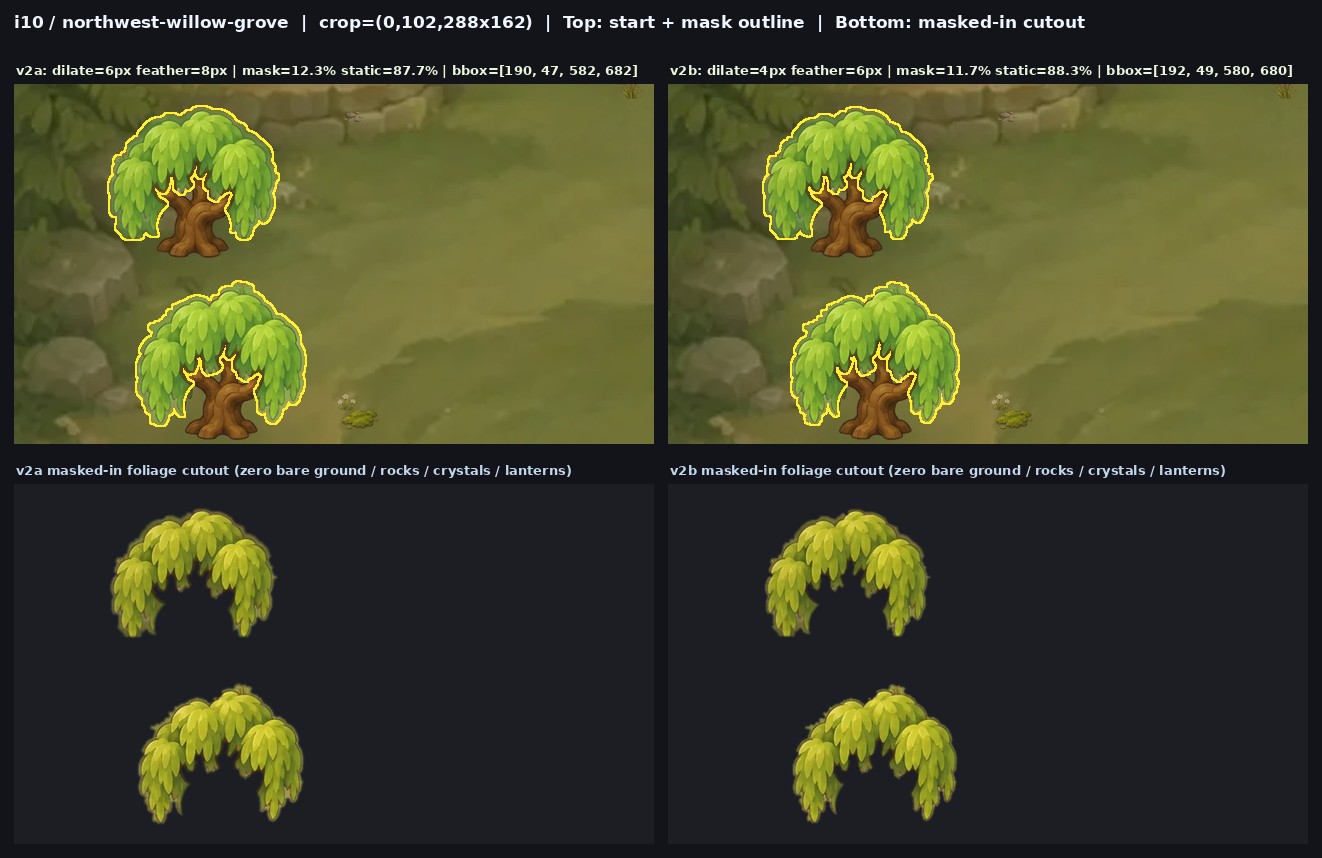 i10 / northwest-willow-grove | crop=(0,102,288x162) | Top: start + mask outline | Bottom: masked-in cutout
v2a: dilate=6px feather=8px | mask=12.3% static=87.7% | bbox=[190, 47, 582, 682]
v2b: dilate=4px feather=6px | mask=11.7% static=88.3% | bbox=[192, 49, 580, 680]
v2a masked-in foliage cutout (zero bare ground / rocks / crystals / lanterns)
v2b masked-in foliage cutout (zero bare ground / rocks / crystals / lanterns)